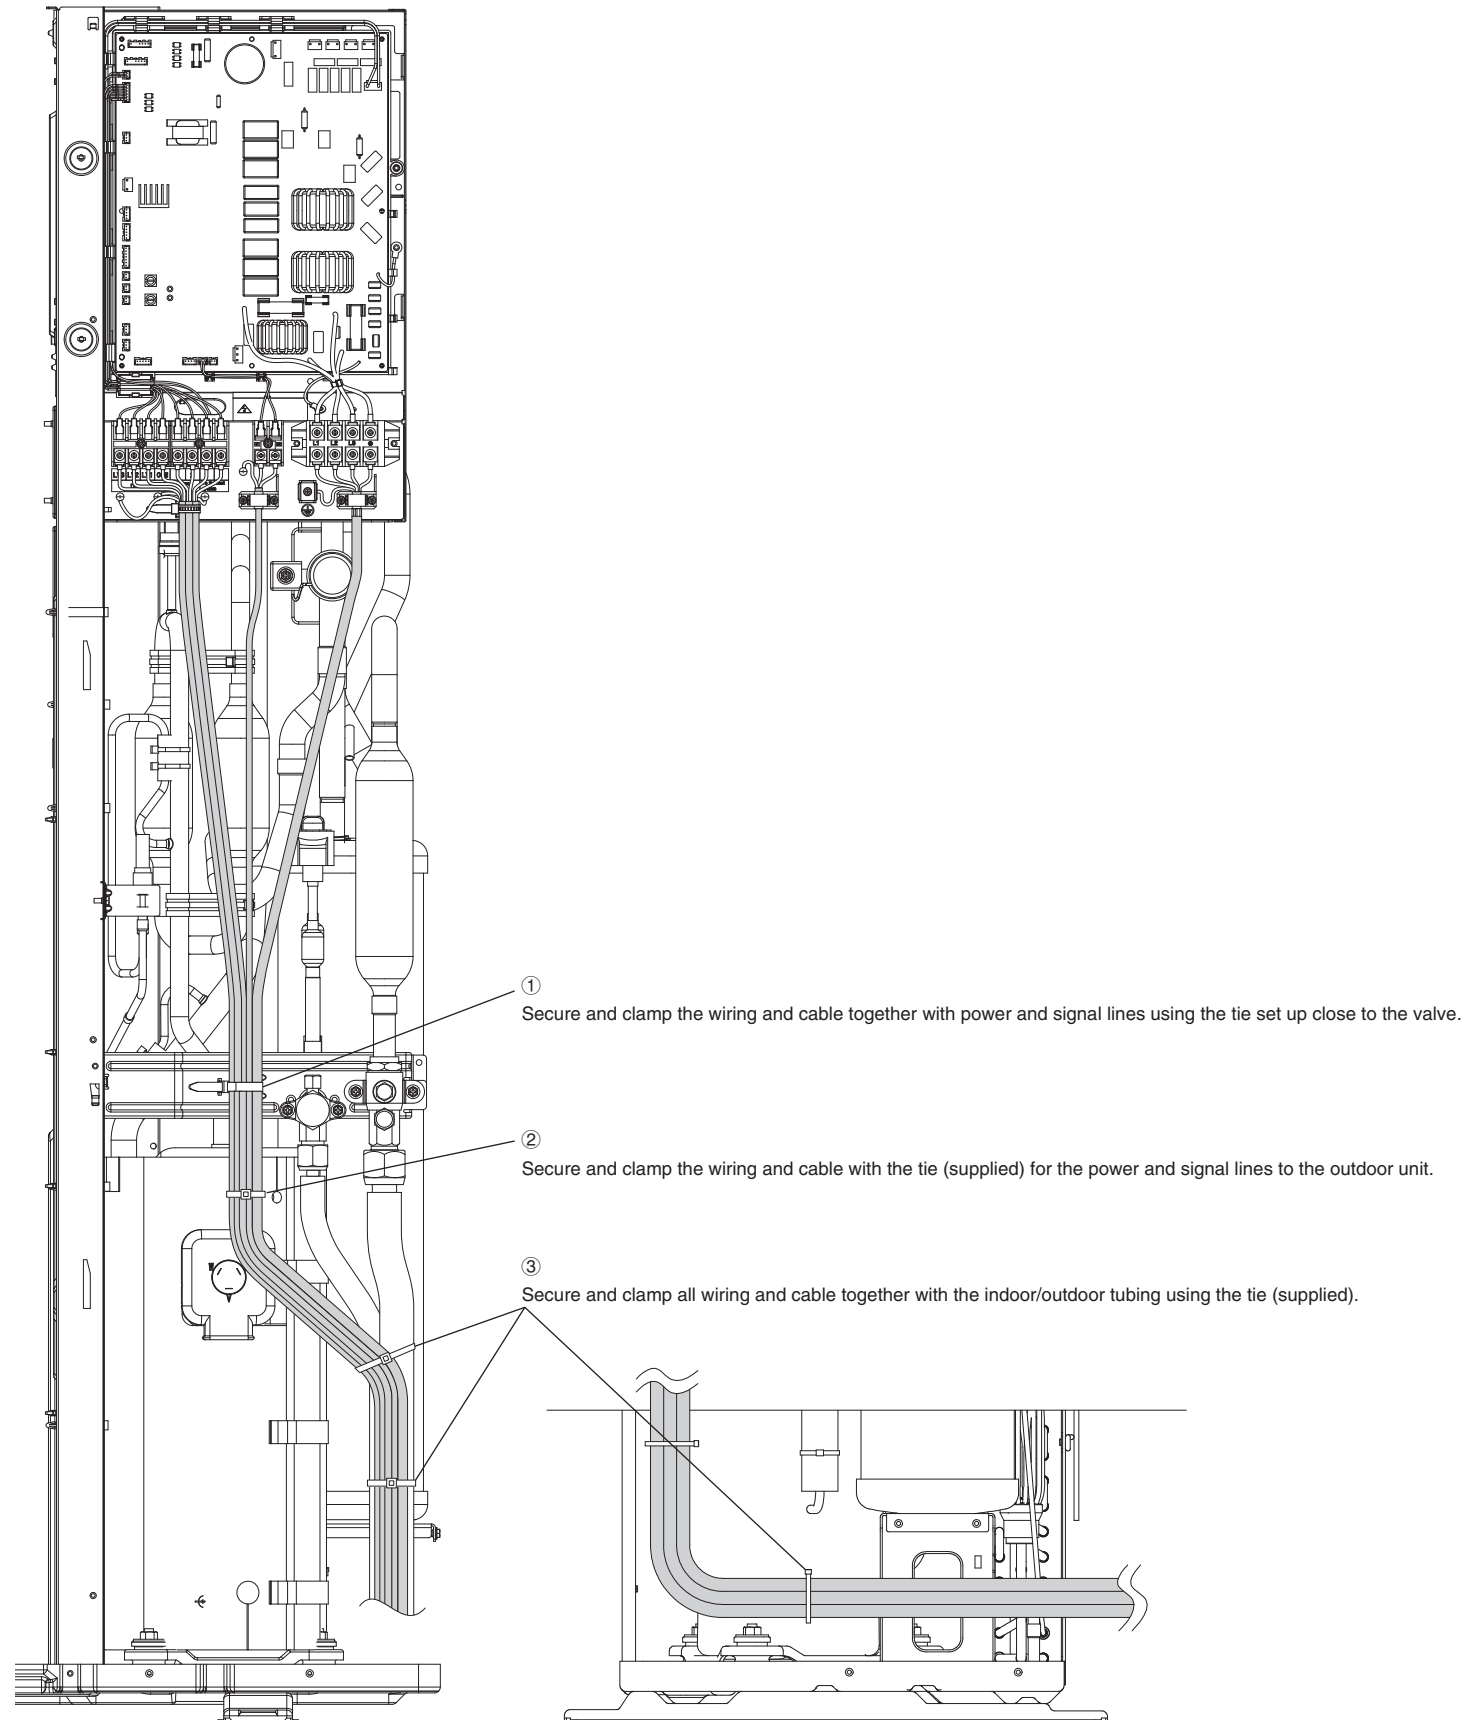 L1 L2 L3
①
Secure and clamp the wiring and cable together with power and signal lines using the tie set up close to the valve.
②
Secure and clamp the wiring and cable with the tie (supplied) for the power and signal lines to the outdoor unit.
③
Secure and clamp all wiring and cable together with the indoor/outdoor tubing using the tie (supplied).